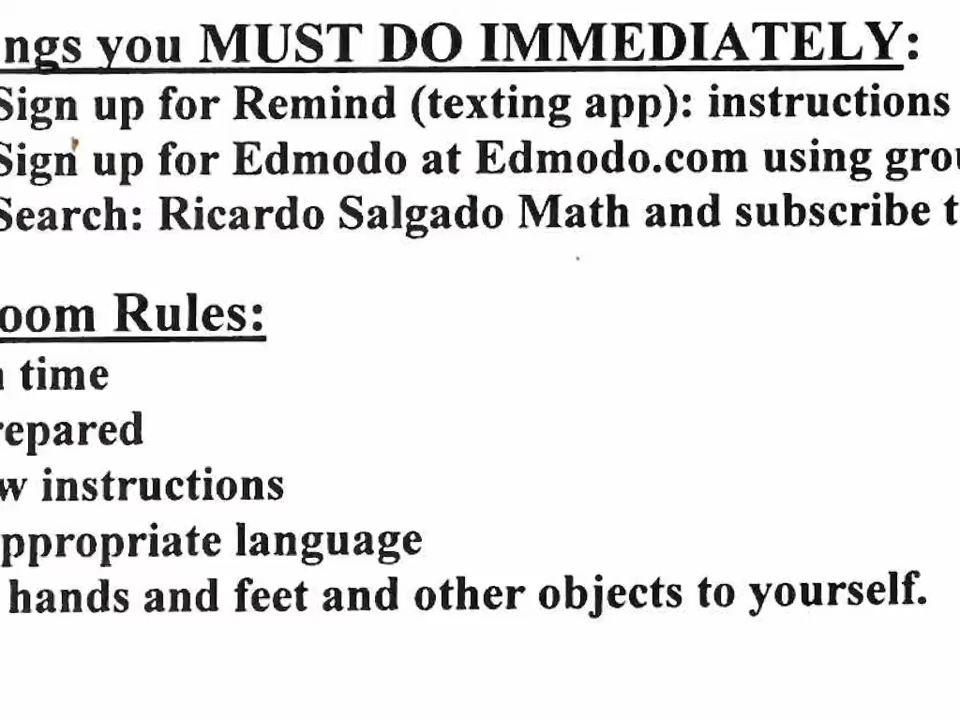 ngs you MUST DO IMMEDIATELY:
Sign up for Remind (texting app): instructions
Sign up for Edmodo at Edmodo.com using grou
Search: Ricardo Salgado Math and subscribe t
oom Rules:
time
repared
w instructions
ppropriate language
hands and feet and other objects to yourself.